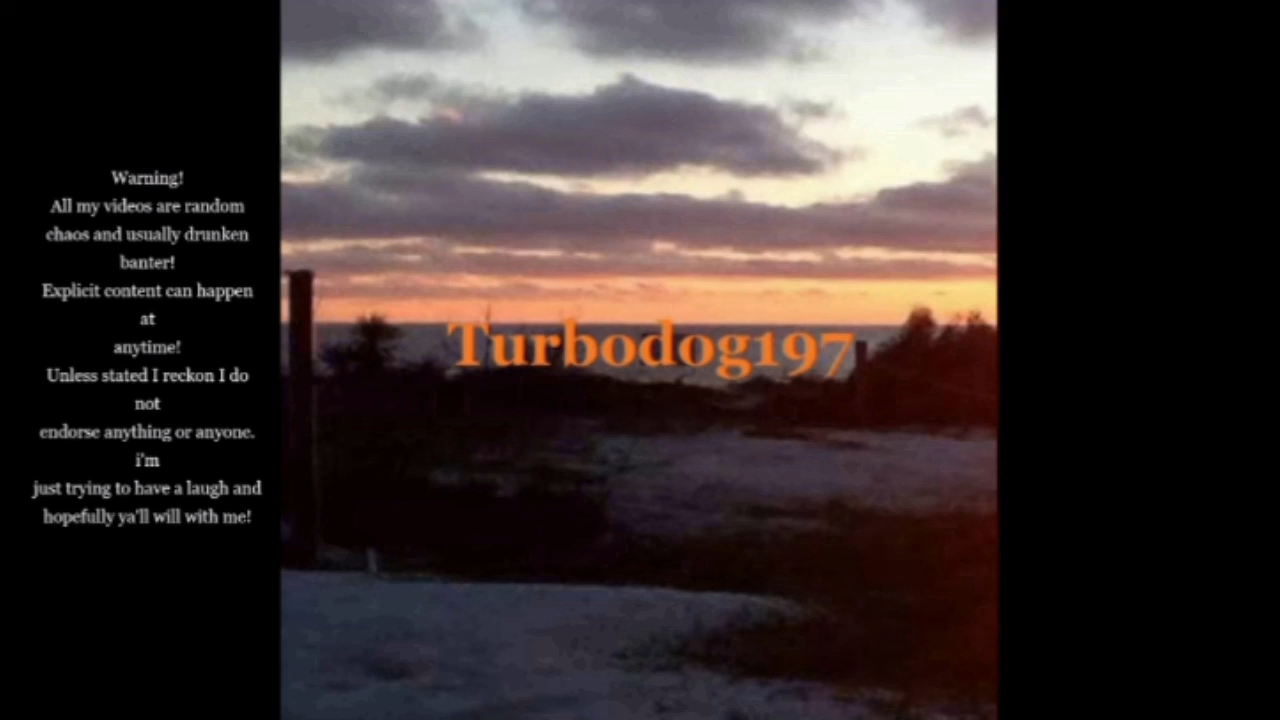 Warning!
All my videos are random
chaos and usually drunken
banter!
Explicit content can happen
at
anytime!
Unless stated I reckon I do
not
endorse anything or anyone.
i'm
just trying to have a laugh and
hopefully ya'll will with me!
Turbodog197